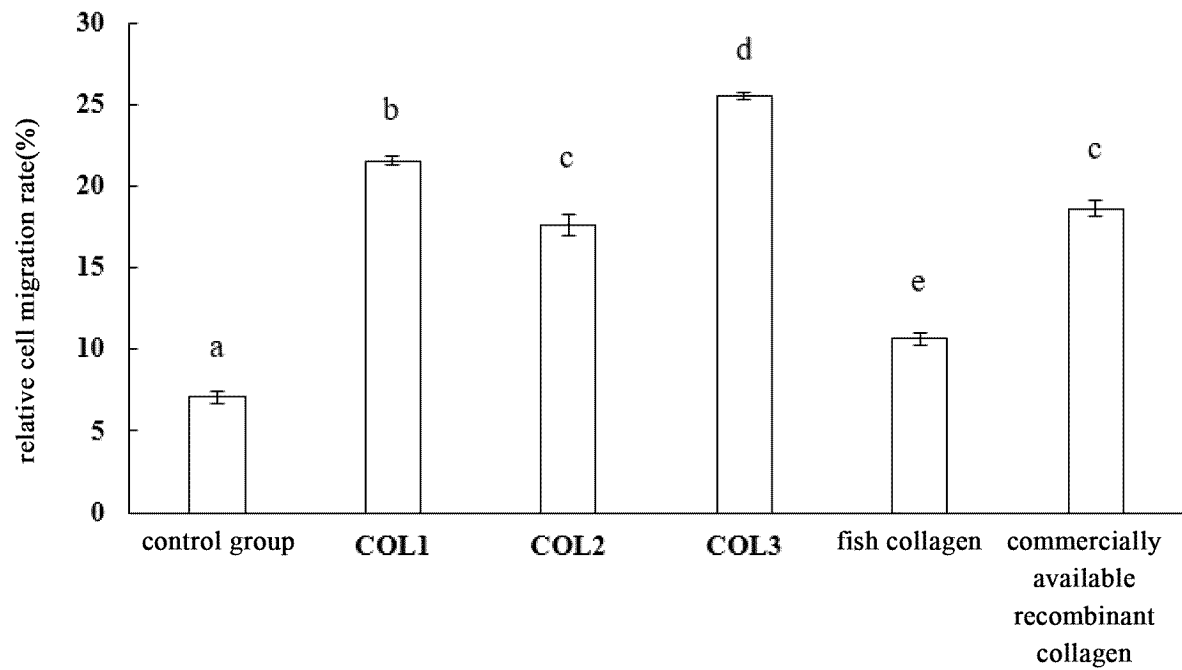 relative cell migration rate(%)
30
25
20
15
10
5
0
a
b
c
d
e
c
control group
COL1
COL2
COL3
fish collagen
commercially
available
recombinant
collagen